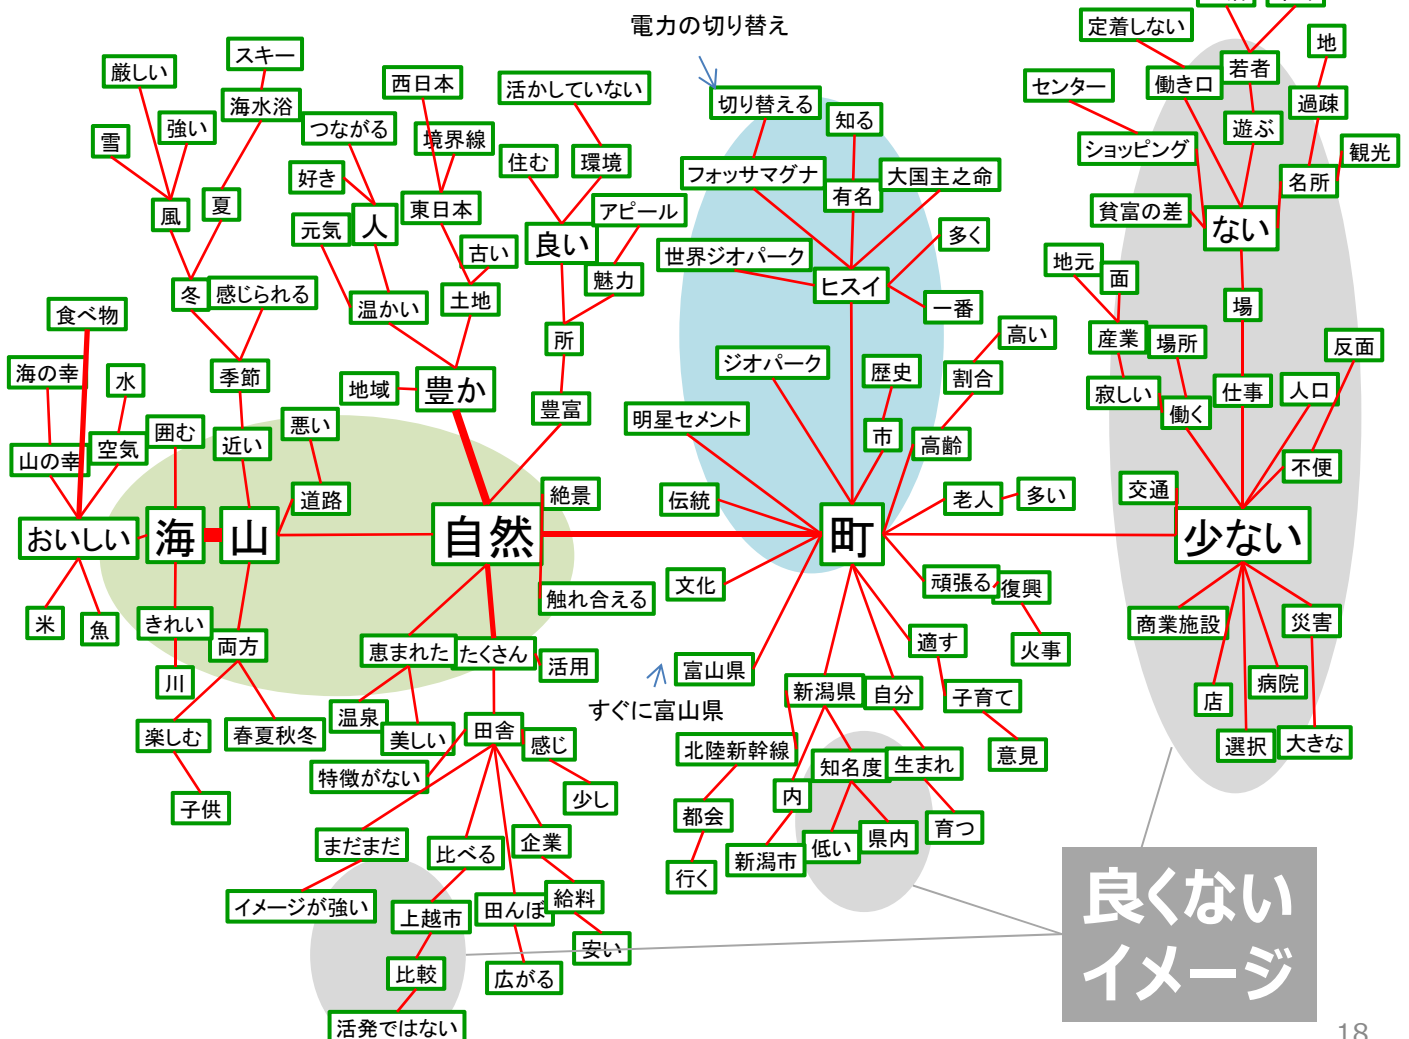 電力の切り替え
定着しない
地
厳しい
スキー
西日本
活かしていない
切り替える
知る
センター
働き口
若者
過疎
雪
強い
海水浴
つながる
境界線
住む
環境
フォッサマグナ
大国主之命
ショッピング
遊ぶ
観光
好き
有名
名所
風
夏
人
東日本
アピール
貧富の差
ない
元気
古い
良い
世界ジオパーク
多く
地元
面
冬
感じられる
温かい
土地
魅力
ヒスイ
一番
場
食べ物
所
高い
産業
場所
反面
海の幸
水
季節
地域
豊か
ジオパーク
歴史
割合
寂しい
仕事
人口
豊富
明星セメント
働く
山の幸
空気
囲む
近い
悪い
市
高齢
不便
道路
絶景
伝統
老人
多い
交通
おいしい
海
山
自然
町
少ない
米
魚
きれい
両方
触れ合える
文化
頑張る
復興
商業施設
災害
恵まれた
たくさん
活用
適す
火事
川
富山県
新潟県
自分
子育て
店
病院
すぐに富山県
楽しむ
春夏秋冬
温泉
美しい
田舎
感じ
北陸新幹線
知名度
生まれ
意見
選択
大きな
特徴がない
子供
少し
内
都会
まだまだ
比べる
企業
新潟市
低い
県内
育つ
行く
イメージが強い
上越市
田んぼ
給料
良くない
イメージ
安い
比較
広がる
活発ではない
18